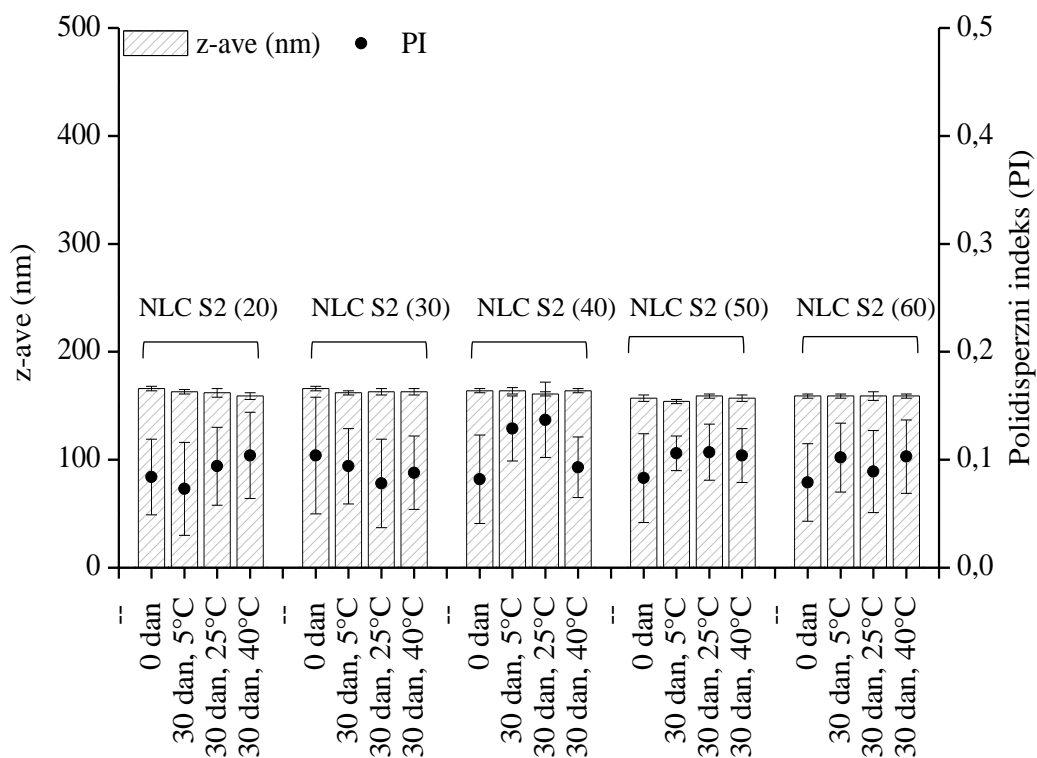 z-ave (nm) PI
500
400
300
200
100
0
z-ave (nm)
0,5
0,4
0,3
0,2
0,1
0,0
Polidisperzni indeks (PI)
NLC S2 (20)
NLC S2 (30)
NLC S2 (40)
NLC S2 (50)
NLC S2 (60)
--
0 dan
30 dan, 5°C
30 dan, 25°C
30 dan, 40°C
--
0 dan
30 dan, 5°C
30 dan, 25°C
30 dan, 40°C
--
0 dan
30 dan, 5°C
30 dan, 25°C
30 dan, 40°C
--
0 dan
30 dan, 5°C
30 dan, 25°C
30 dan, 40°C
--
0 dan
30 dan, 5°C
30 dan, 25°C
30 dan, 40°C